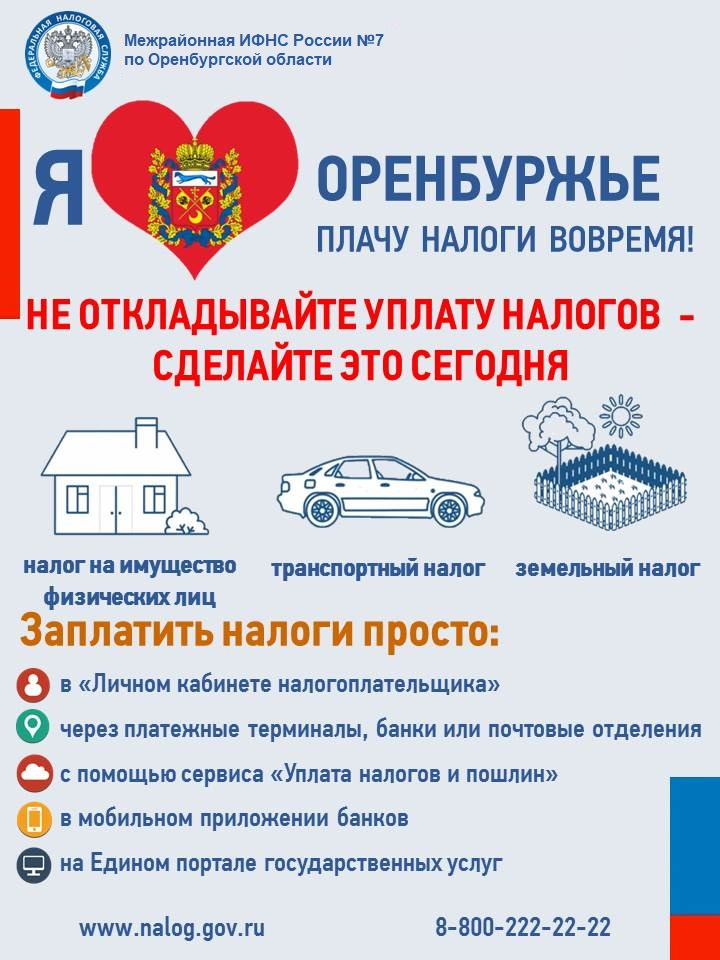 ФЕДЕРАЛЬНАЯ НАЛОГОВАЯ СЛУЖБА
Межрайонная ИФНС России №7
по Оренбургской области
Я
ОРЕНБУРЖЬЕ
ПЛАЧУ НАЛОГИ ВОВРЕМЯ!
НЕ ОТКЛАДЫВАЙТЕ УПЛАТУ НАЛОГОВ -
СДЕЛАЙТЕ ЭТО СЕГОДНЯ
налог на имущество
физических лиц
транспортный налог
земельный налог
Заплатить налоги просто:
в «Личном кабинете налогоплательщика»
через платежные терминалы, банки или почтовые отделения
с помощью сервиса «Уплата налогов и пошлин»
в мобильном приложении банков
на Едином портале государственных услуг
www.nalog.gov.ru
8-800-222-22-22